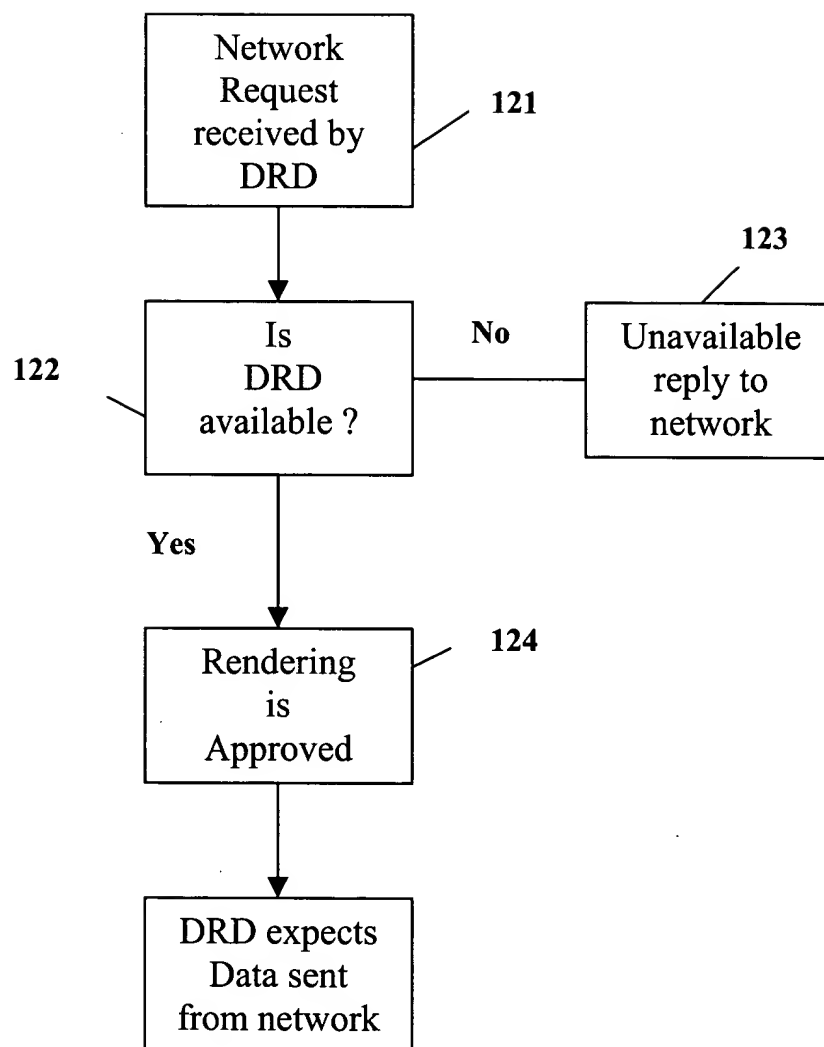 Network
Request
received by
DRD
121
Is
DRD
available ?
122
No
123
Unavailable
reply to
network
Yes
Rendering
is
Approved
124
DRD expects
Data sent
from network